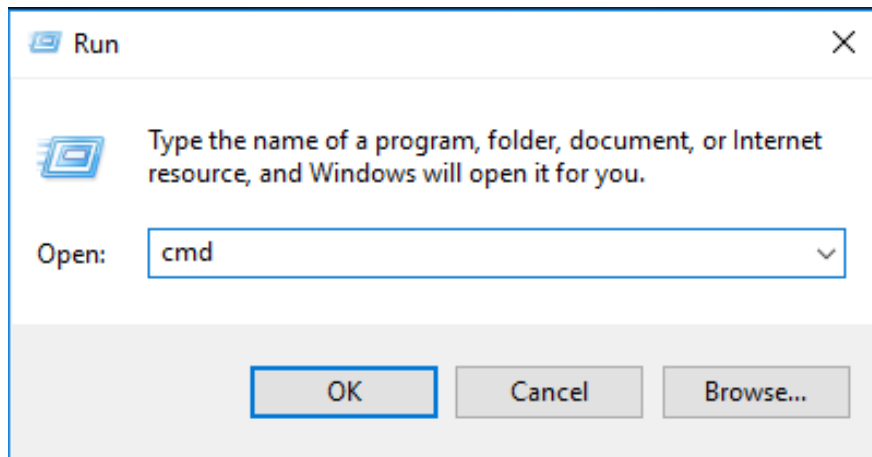 Run
Type the name of a program, folder, document, or Internet
resource, and Windows will open it for you.
Open: cmd
OK Cancel Browse...